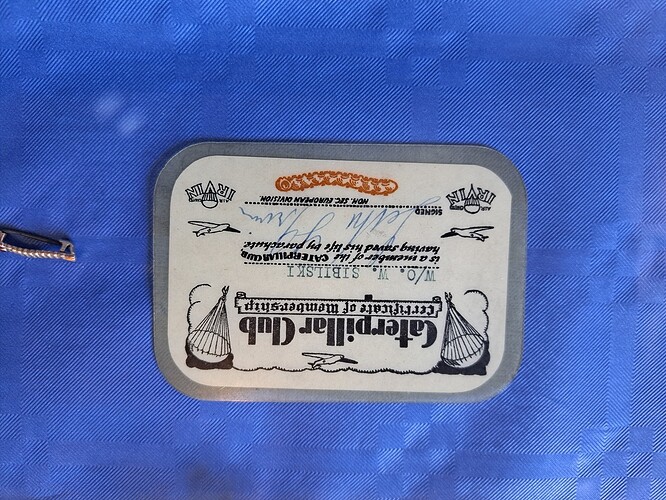 Caterpillar Club
Certificate of Membership
W/O. W. SIBILSKI
is a member of the CATERPILLAR CLUB
having saved his life by parachute
SIGNED
HON. SEC. EUROPEAN DIVISION
IRVIN
IRVIN